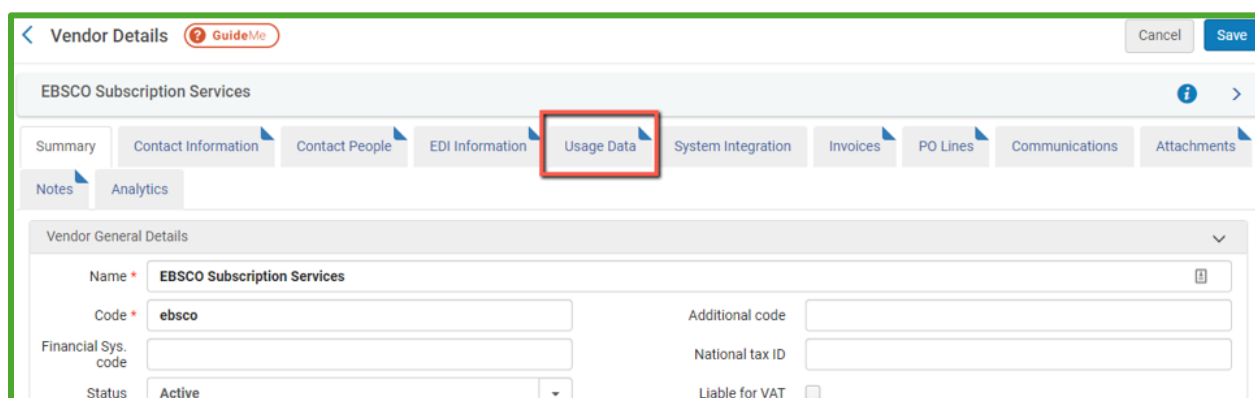 Vendor Details ? GuideMe Cancel Save
EBSCO Subscription Services
Summary Contact Information Contact People EDI Information Usage Data System Integration Invoices PO Lines Communications Attachments
Notes Analytics
Vendor General Details
Name * EBSCO Subscription Services
Code * ebsco Additional code
Financial Sys. code National tax ID
Status Active Liable for VAT